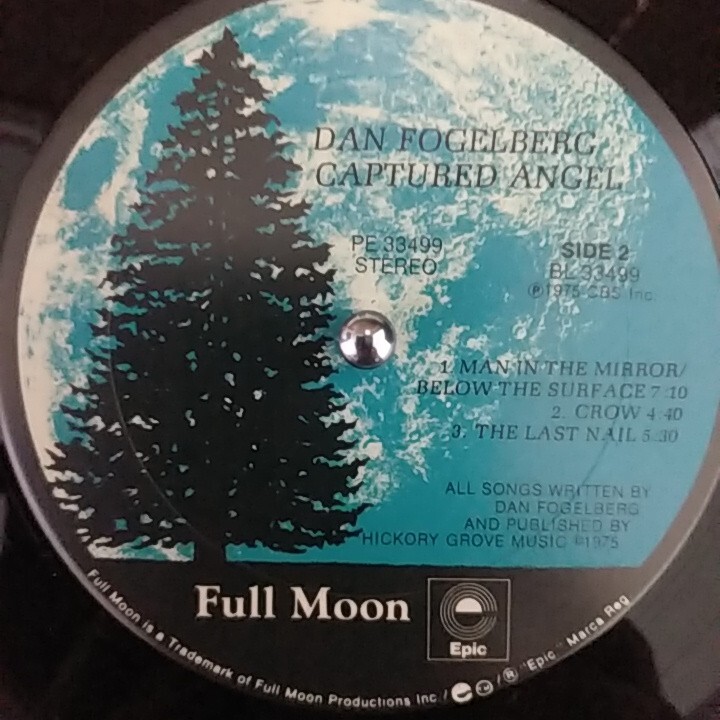 DAN FOGELBERG
CAPTURED ANGEL
PE 33499
STEREO
SIDE 2
BL 33499
℗1975 CBS Inc.
1. MAN IN THE MIRROR/
BELOW THE SURFACE 7:10
2. CROW 4:40
3. THE LAST NAIL 5:30
ALL SONGS WRITTEN BY
DAN FOGELBERG
AND PUBLISHED BY
HICKORY GROVE MUSIC ©1975
Full Moon
Epic
Full Moon is a Trademark of Full Moon Productions Inc./ ® "Epic" Marca Reg